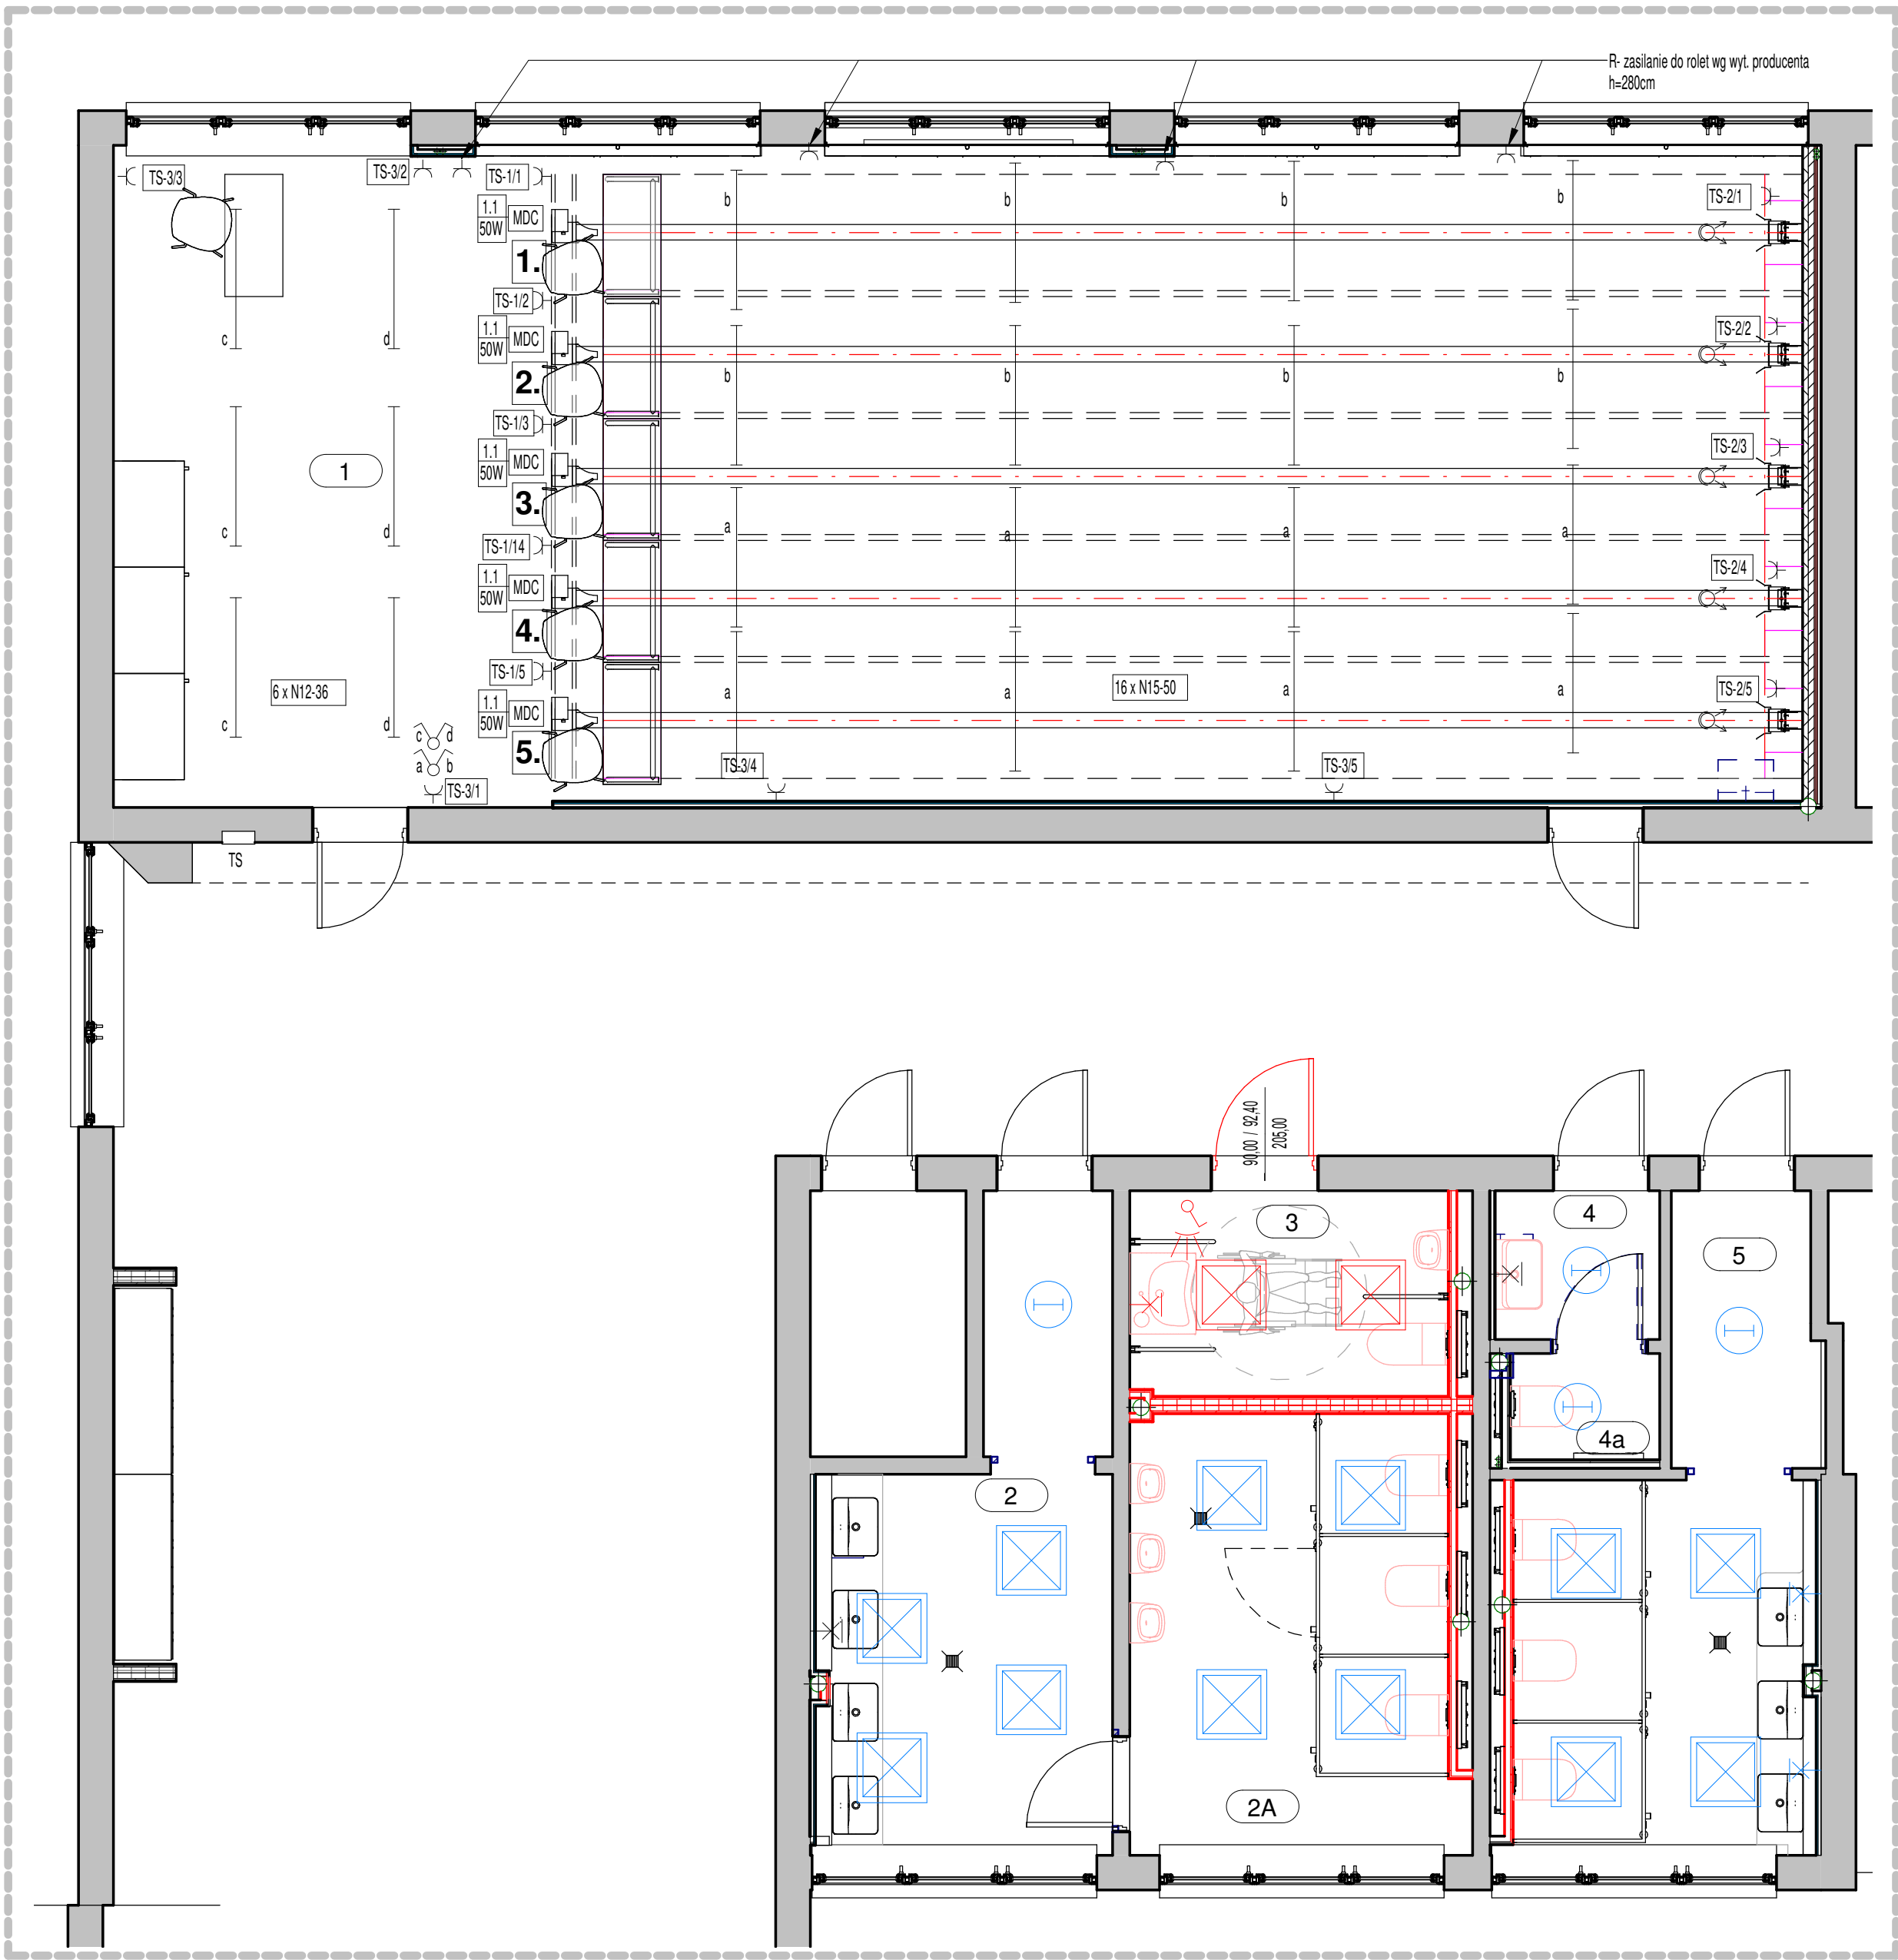 R- zasilanie do rolet wg wyt. producenta
h=280cm
TS-3/3
TS-3/2
TS-1/1
TS-2/1
b
b
b
b
1.1
50W
MDC
1.
TS-1/2
TS-2/2
c
d
1.1
50W
MDC
2.
b
b
b
b
TS-1/3
TS-2/3
1
1.1
50W
MDC
3.
c
d
a
a
a
a
TS-1/14
TS-2/4
1.1
50W
MDC
4.
TS-1/5
TS-2/5
6 x N12-36
16 x N15-50
c
d
1.1
50W
MDC
a
a
a
a
5.
c
d
a
b
TS-3/1
TS-3/4
TS-3/5
TS
90,00 / 92,40
205,00
3
4
5
4a
2
2A